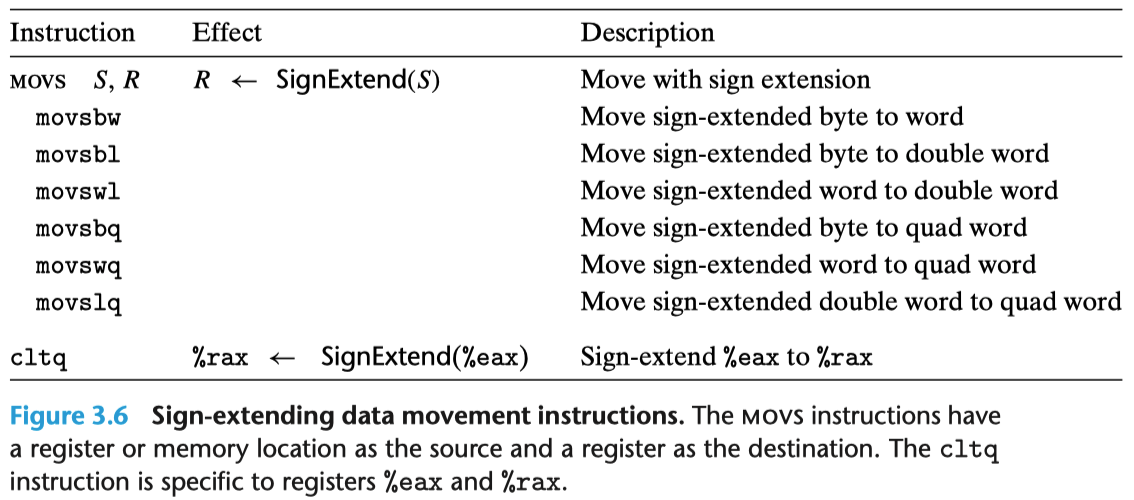 Instruction Effect Description
MOVS S, R R ← SignExtend(S) Move with sign extension
movsbw Move sign-extended byte to word
movsbl Move sign-extended byte to double word
movswl Move sign-extended word to double word
movsbq Move sign-extended byte to quad word
movswq Move sign-extended word to quad word
movslq Move sign-extended double word to quad word
cltq %rax ← SignExtend(%eax) Sign-extend %eax to %rax
Figure 3.6 Sign-extending data movement instructions. The MOVS instructions have
a register or memory location as the source and a register as the destination. The cltq
instruction is specific to registers %eax and %rax.